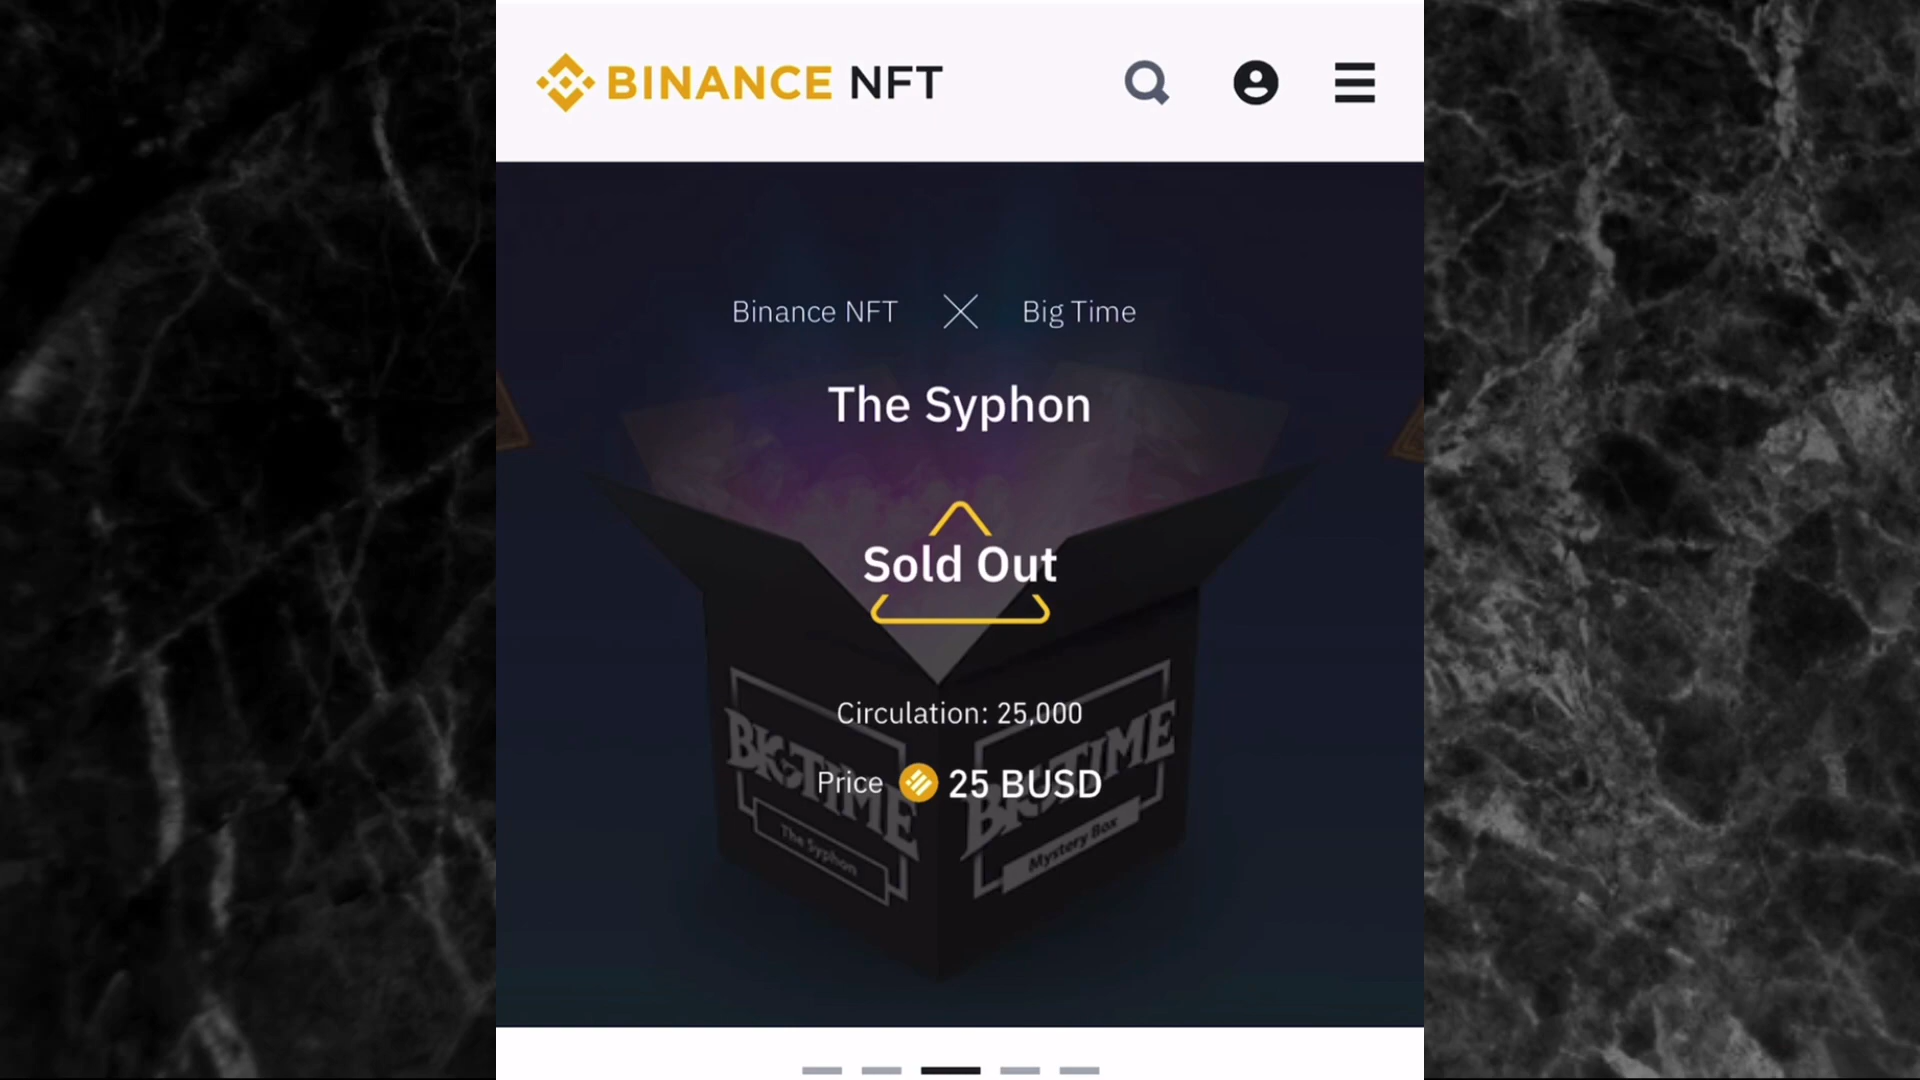 BINANCE NFT
Binance NFT X Big Time
The Syphon
Sold Out
Circulation: 25,000
Price 25 BUSD
BIG TIME
The Syphon
BIG TIME
Mystery Box